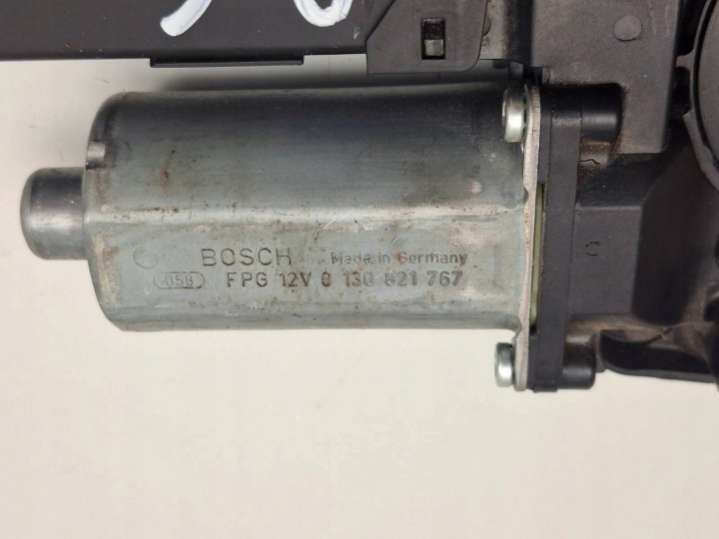 BOSCH Made in Germany
FPG 12V 0 130 821 767